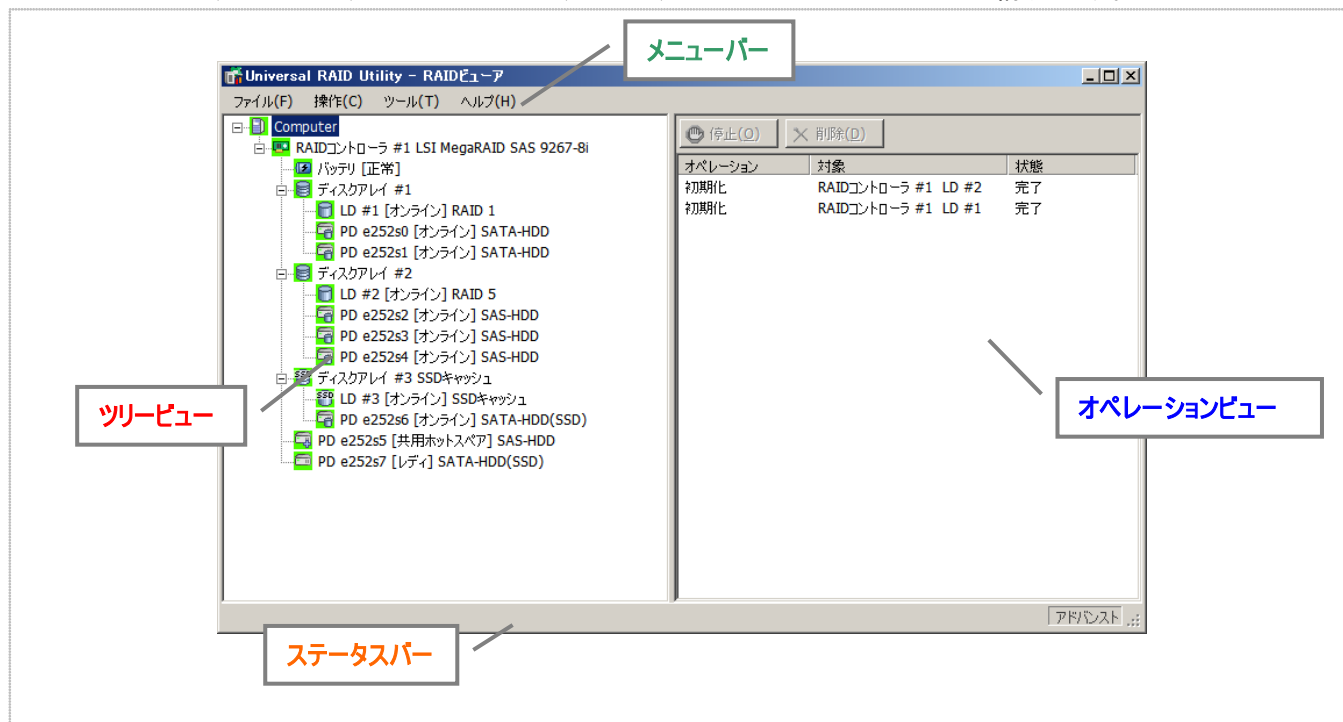 メニューバー
Universal RAID Utility - RAIDビューア
ファイル(F) 操作(C) ツール(T) ヘルプ(H)
Computer
RAIDコントローラ #1 LSI MegaRAID SAS 9267-8i
バッテリ [正常]
ディスクアレイ #1
LD #1 [オンライン] RAID 1
PD e252s0 [オンライン] SATA-HDD
PD e252s1 [オンライン] SATA-HDD
ディスクアレイ #2
LD #2 [オンライン] RAID 5
PD e252s2 [オンライン] SAS-HDD
PD e252s3 [オンライン] SAS-HDD
PD e252s4 [オンライン] SAS-HDD
ディスクアレイ #3 SSDキャッシュ
LD #3 [オンライン] SSDキャッシュ
PD e252s6 [オンライン] SATA-HDD(SSD)
PD e252s5 [共用ホットスペア] SAS-HDD
PD e252s7 [レディ] SATA-HDD(SSD)
停止(O) 削除(D)
オペレーション 対象 状態
初期化 RAIDコントローラ #1 LD #2 完了
初期化 RAIDコントローラ #1 LD #1 完了
ツリービュー
オペレーションビュー
アドバンスト
ステータスバー